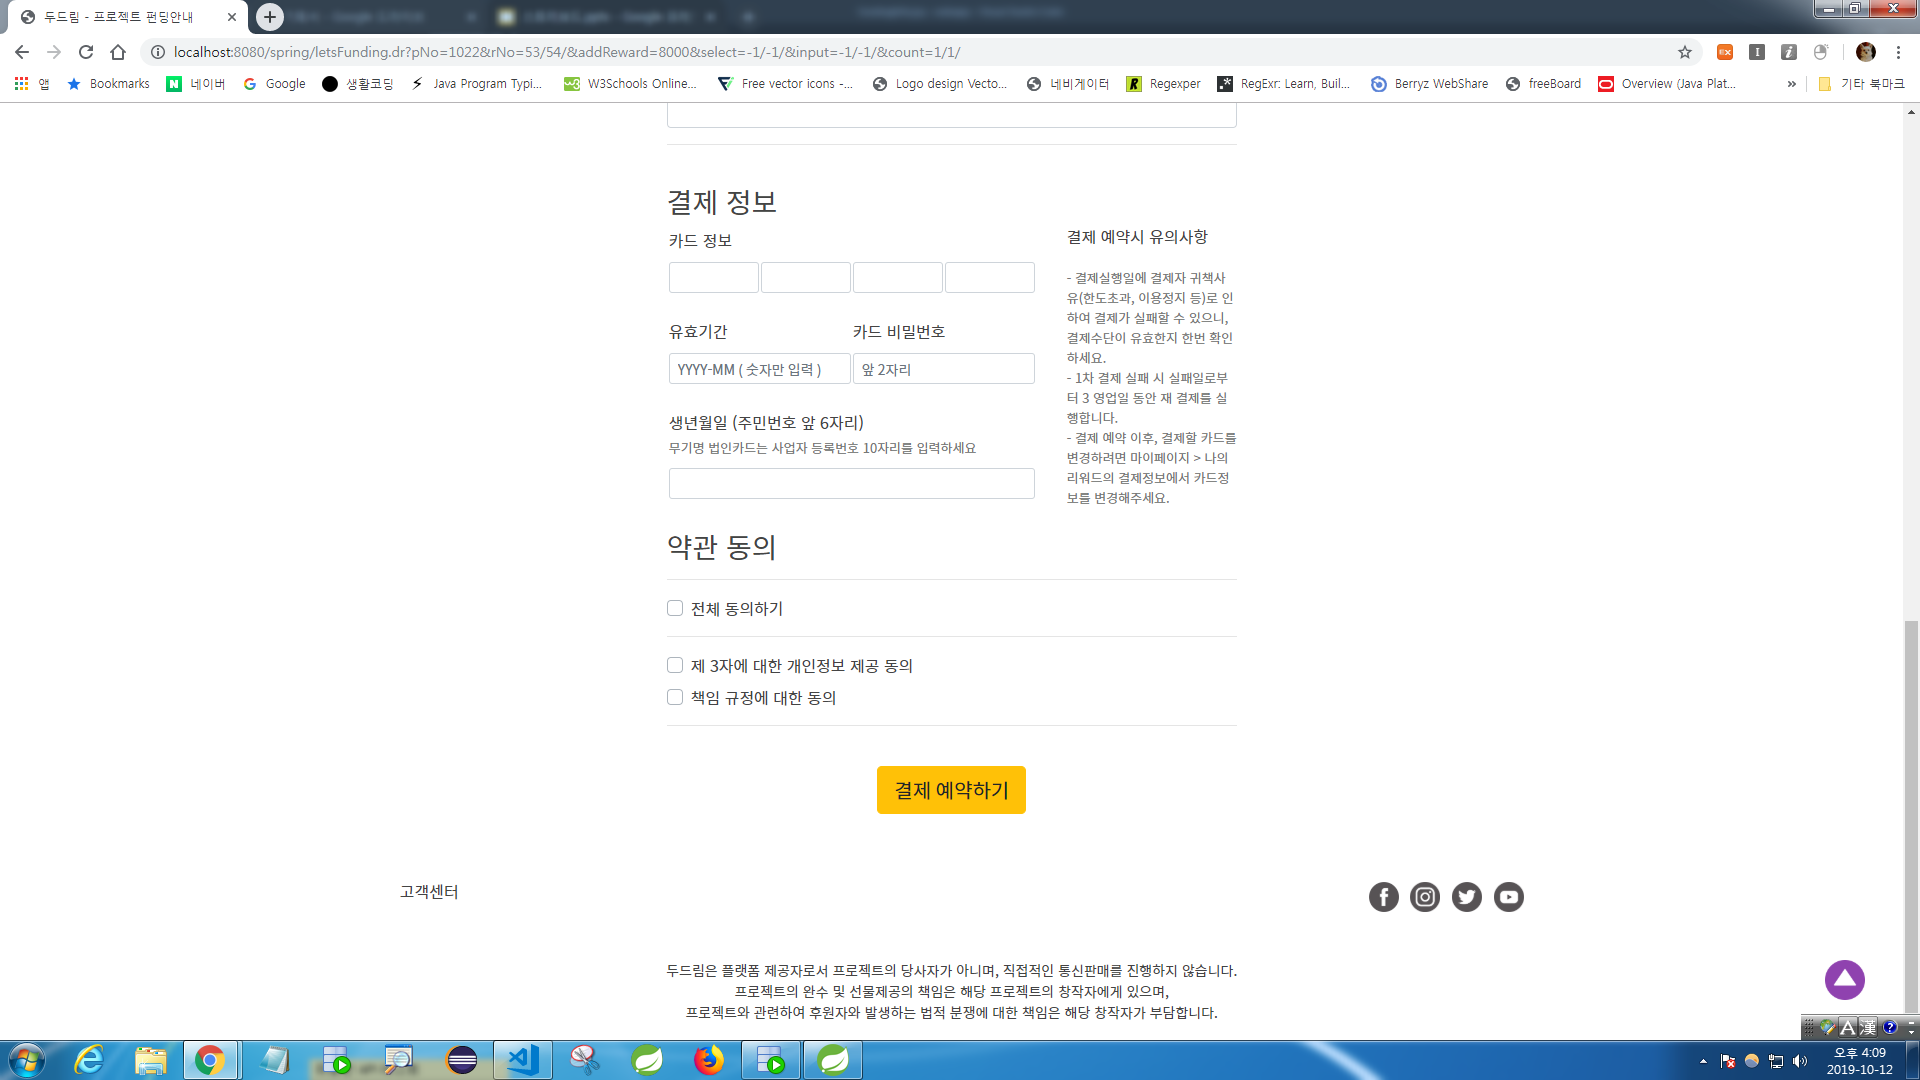 두드림 - 프로젝트 펀딩안내
localhost:8080/spring/letsFunding.dr?pNo=1022&rNo=53/54/&addReward=8000&select=-1/-1/&input=-1/-1/&count=1/1/
앱 Bookmarks 네이버 Google 생활코딩 Java Program Typi... W3Schools Online... Free vector icons -... Logo design Vecto... 네비게이터 Regexper RegExr: Learn, Buil... Berryz WebShare freeBoard Overview (Java Plat... » 기타 북마크
결제 정보
카드 정보
유효기간 카드 비밀번호
YYYY-MM ( 숫자만 입력 ) 앞 2자리
생년월일 (주민번호 앞 6자리)
무기명 법인카드는 사업자 등록번호 10자리를 입력하세요
결제 예약시 유의사항
- 결제실행일에 결제자 귀책사
유(한도초과, 이용정지 등)로 인
하여 결제가 실패할 수 있으니,
결제수단이 유효한지 한번 확인
하세요.
- 1차 결제 실패 시 실패일로부
터 3 영업일 동안 재 결제를 실
행합니다.
- 결제 예약 이후, 결제할 카드를
변경하려면 마이페이지 > 나의
리워드의 결제정보에서 카드정
보를 변경해주세요.
약관 동의
전체 동의하기
제 3자에 대한 개인정보 제공 동의
책임 규정에 대한 동의
결제 예약하기
고객센터
두드림은 플랫폼 제공자로서 프로젝트의 당사자가 아니며, 직접적인 통신판매를 진행하지 않습니다.
프로젝트의 완수 및 선물제공의 책임은 해당 프로젝트의 창작자에게 있으며,
프로젝트와 관련하여 후원자와 발생하는 법적 분쟁에 대한 책임은 해당 창작자가 부담합니다.
A 漢
오후 4:09
2019-10-12